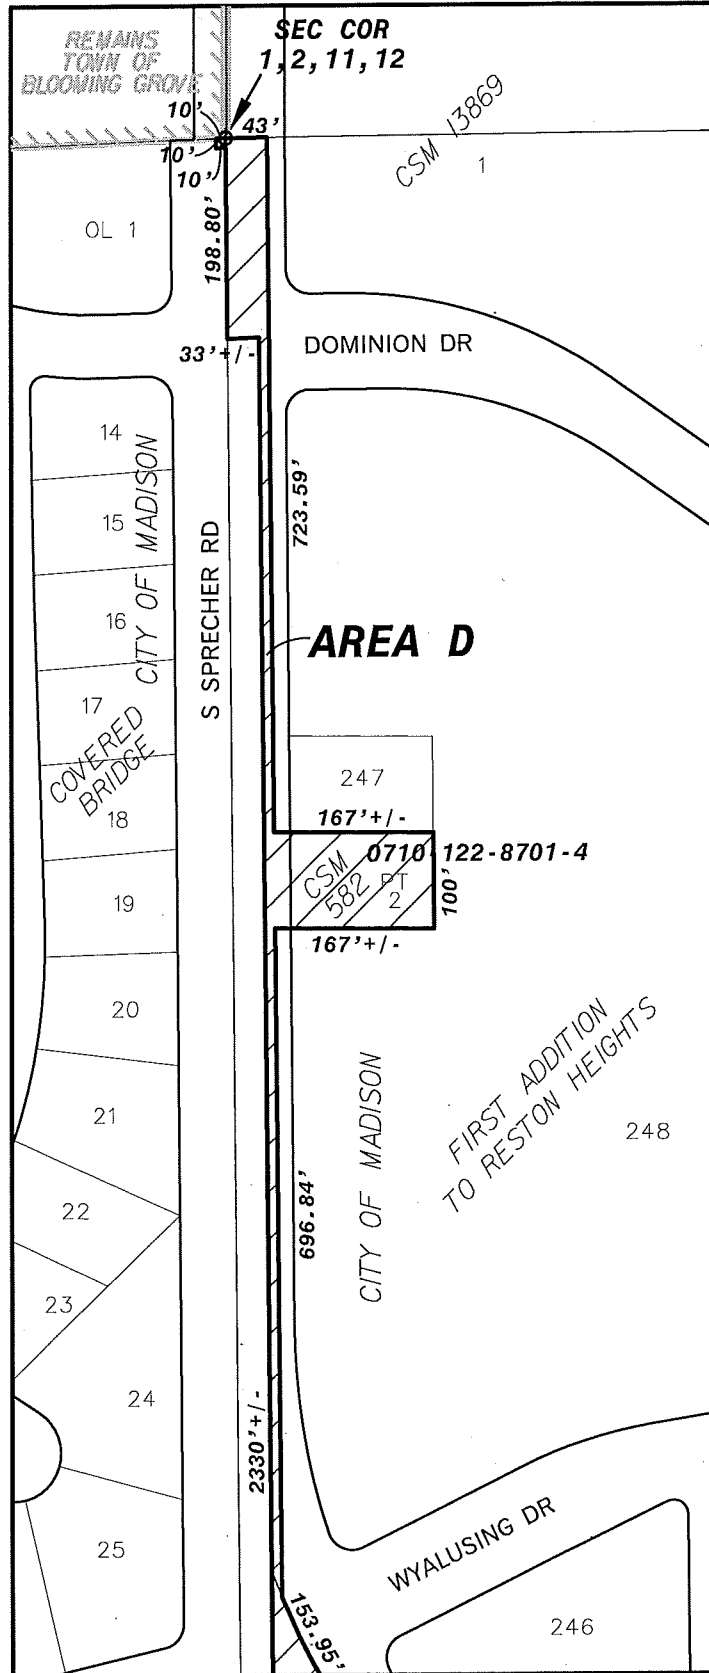 REMAINS
TOWN OF
BLOOMING GROVE
SEC COR
1,2,11,12
10'
43'
10'
10'
CSM 13869
1
OL 1
198.80'
33'+/-
DOMINION DR
14
CITY OF MADISON
15
723.59'
S SPRECHER RD
16
AREA D
17
COVERED
BRIDGE
247
18
167'+/-
0710-122-8701-4
CSM
582
PT
2
100'
19
167'+/-
20
FIRST ADDITION
TO RESTON HEIGHTS
CITY OF MADISON
21
248
22
696.84'
23
24
2330'+/-
WYALUSING DR
25
153.95'
246